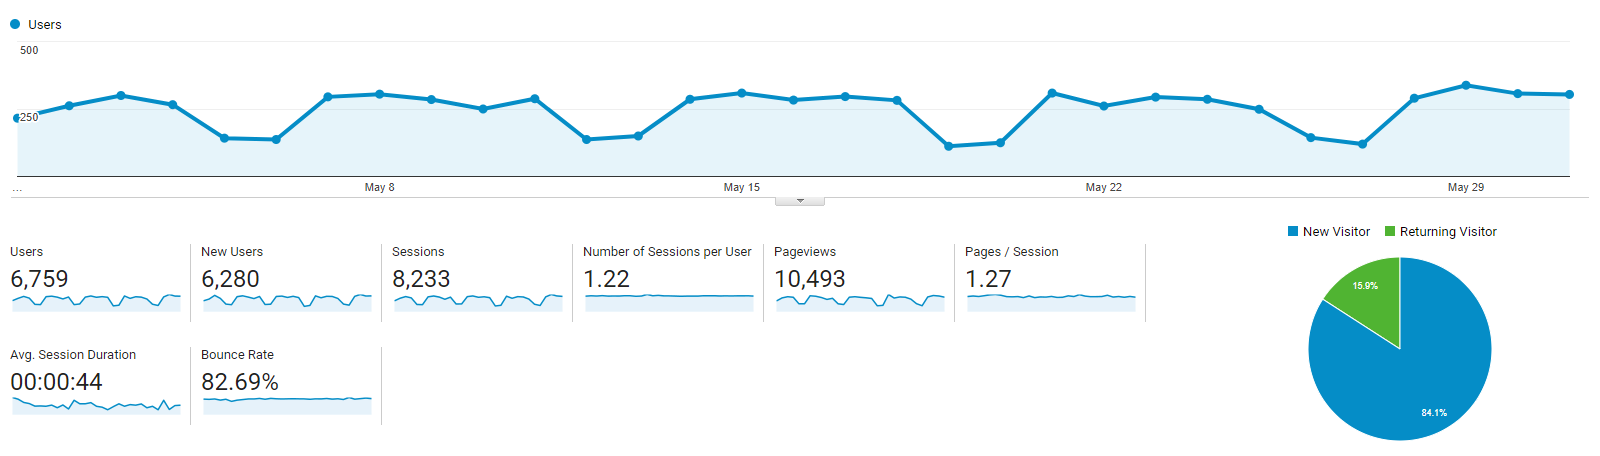 Users
500
250
...
May 8
May 15
May 22
May 29
New Visitor
Returning Visitor
Users
6,759
New Users
6,280
Sessions
8,233
Number of Sessions per User
1.22
Pageviews
10,493
Pages / Session
1.27
15.9%
84.1%
Avg. Session Duration
00:00:44
Bounce Rate
82.69%